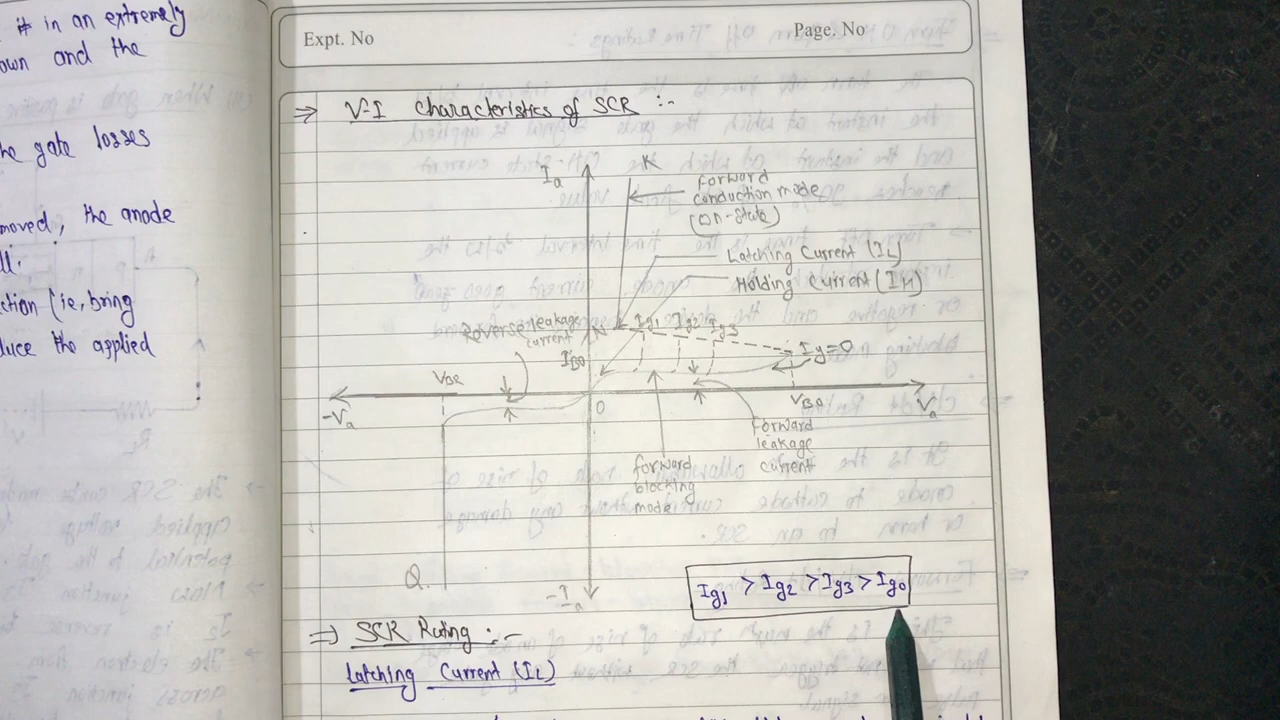 it in an extremely
own and the
he gate losses
moved, the anode
ll.
ction (ie, bring
duce the applied
Expt. No
Page. No
⇒ V-I Characteristics of SCR :-
Ia
K
forward
conduction mode
(on-state)
Latching Current (IL)
Holding Current (IH)
Reverse leakage
current
N
Ig1 Ig2 Ig3
IBO
Ig=0
VBR
-Va
O
VBO
Va
forward
leakage
current
forward
blocking
mode
Q
-Ia
Ig1 > Ig2 > Ig3 > Ig0
⇒ SCR Rating :-
Latching Current (IL)